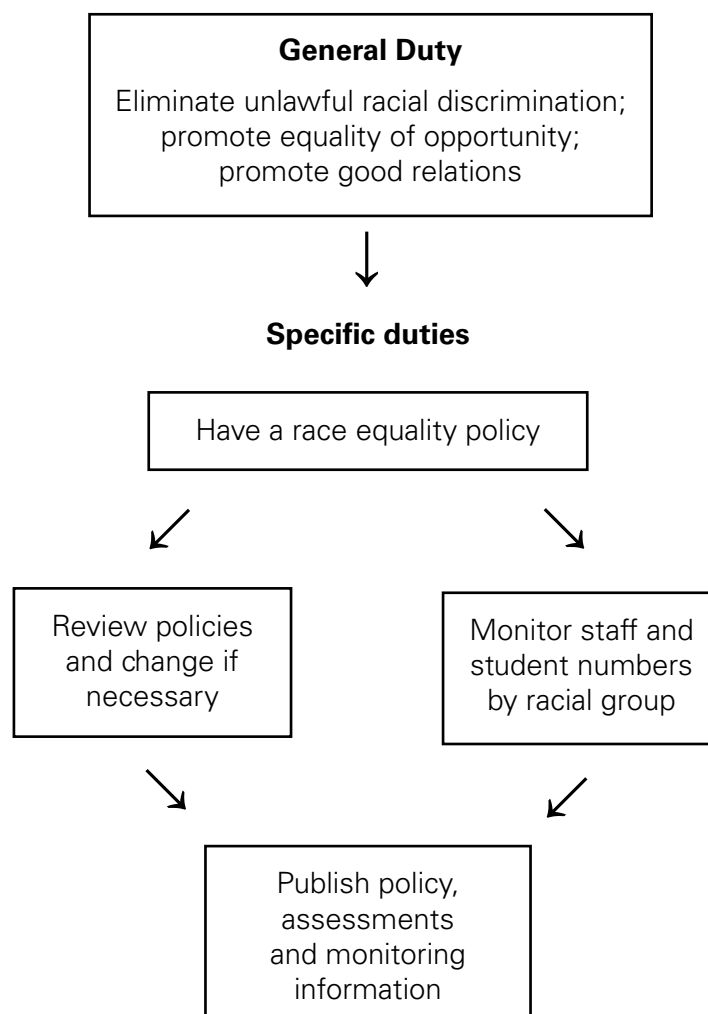 General Duty
Eliminate unlawful racial discrimination;
promote equality of opportunity;
promote good relations
Specific duties
Have a race equality policy
Review policies
and change if
necessary
Monitor staff and
student numbers
by racial group
Publish policy,
assessments
and monitoring
information